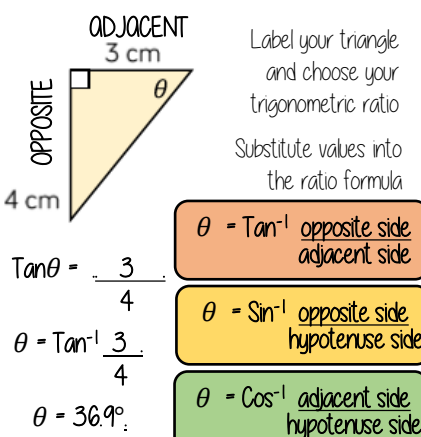 ADJACENT
3 cm
θ
OPPOSITE
4 cm
Label your triangle
and choose your
trigonometric ratio
Substitute values into
the ratio formula
Tanθ = 3
4
θ = Tan⁻¹ 3
4
θ = 36.9°
θ = Tan⁻¹ opposite side
adjacent side
θ = Sin⁻¹ opposite side
hypotenuse side
θ = Cos⁻¹ adjacent side
hypotenuse side